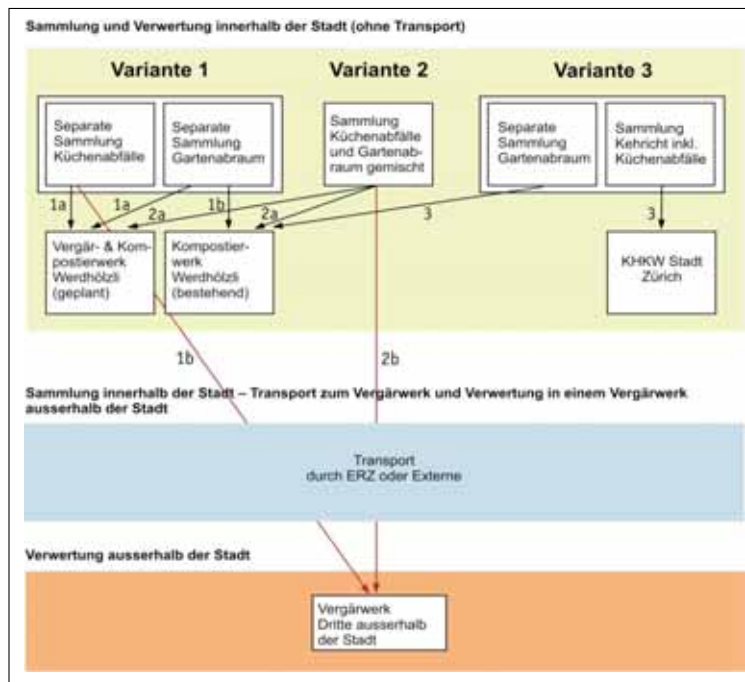 Sammlung und Verwertung innerhalb der Stadt (ohne Transport)
Variante 1
Variante 2
Variante 3
Separate
Sammlung
Küchenabfälle
Separate
Sammlung
Gartenabraum
Sammlung
Küchenabfälle
und Gartenab-
raum gemischt
Separate
Sammlung
Gartenabraum
Sammlung
Kehricht inkl.
Küchenabfälle
1a
1a
2a
1b
2a
3
3
Vergär- & Kom-
postierwerk
Werdhölzli
(geplant)
Kompostier-
werk
Werdhölzli
(bestehend)
KHKW Stadt
Zürich
1b
2b
Sammlung innerhalb der Stadt – Transport zum Vergärwerk und Verwertung in einem Vergärwerk
ausserhalb der Stadt
Transport
durch ERZ oder Externe
Verwertung ausserhalb der Stadt
Vergärwerk
Dritte ausserhalb
der Stadt